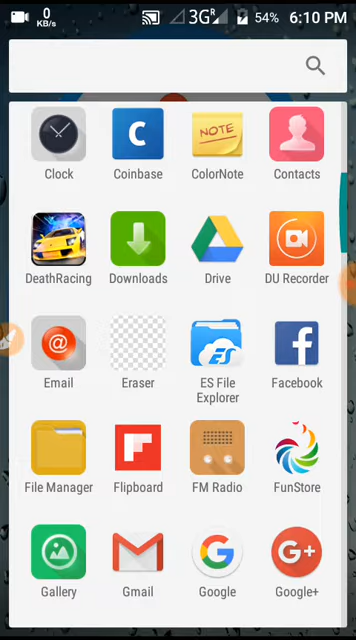 0
KB/s
3G R
54%
6:10 PM
C
NOTE
Clock
Coinbase
ColorNote
Contacts
DeathRacing
Downloads
Drive
DU Recorder
@
ES
f
Email
Eraser
ES File
Explorer
Facebook
F
File Manager
Flipboard
FM Radio
FunStore
G
G+
Gallery
Gmail
Google
Google+